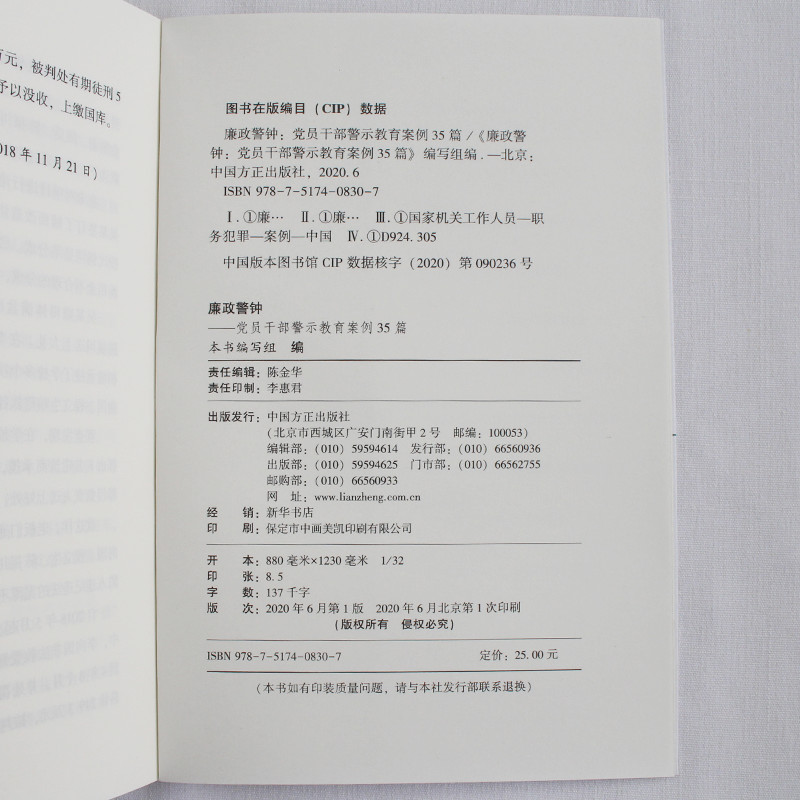 万元，被判处有期徒刑 5
予以没收，上缴国库。
018 年 11 月 21 日）
图书在版编目（CIP）数据
廉政警钟：党员干部警示教育案例 35 篇 /《廉政警
钟：党员干部警示教育案例 35 篇》编写组编 . —北京：
中国方正出版社，2020. 6
ISBN 978-7-5174-0830-7
Ⅰ . ①廉… Ⅱ . ①廉… Ⅲ . ①国家机关工作人员—职
务犯罪—案例—中国 Ⅳ . ①D924. 305
中国版本图书馆 CIP 数据核字（2020）第 090236 号
廉政警钟
——党员干部警示教育案例 35 篇
本书编写组 编
责任编辑：陈金华
责任印制：李惠君
出版发行：中国方正出版社
（北京市西城区广安门南街甲 2 号 邮编：100053）
编辑部：（010）59594614 发行部：（010）66560936
出版部：（010）59594625 门市部：（010）66562755
邮购部：（010）66560933
网 址：www.lianzheng.com.cn
经 销：新华书店
印 刷：保定市中画美凯印刷有限公司
开 本：880 毫米×1230 毫米 1/32
印 张：8. 5
字 数：137 千字
版 次：2020 年 6 月第 1 版 2020 年 6 月北京第 1 次印刷
（版权所有 侵权必究）
ISBN 978-7-5174-0830-7 定价：25. 00 元
（本书如有印装质量问题，请与本社发行部联系退换）